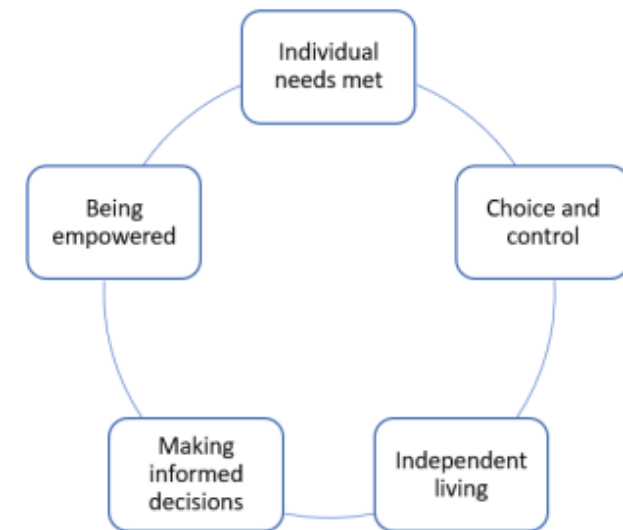 Individual
needs met
Choice and
control
Independent
living
Making
informed
decisions
Being
empowered